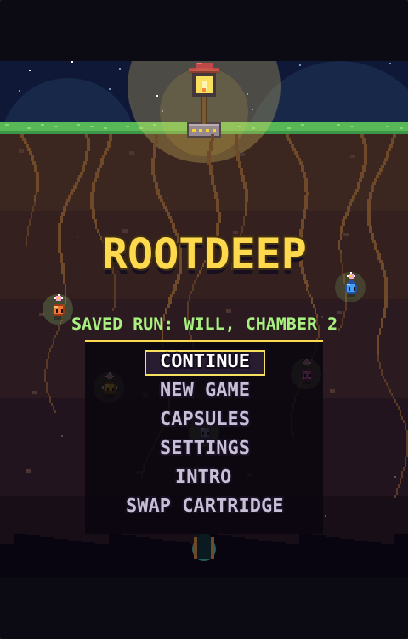 ROOTDEEP
SAVED RUN: WILL, CHAMBER 2
CONTINUE
NEW GAME
CAPSULES
SETTINGS
INTRO
SWAP CARTRIDGE